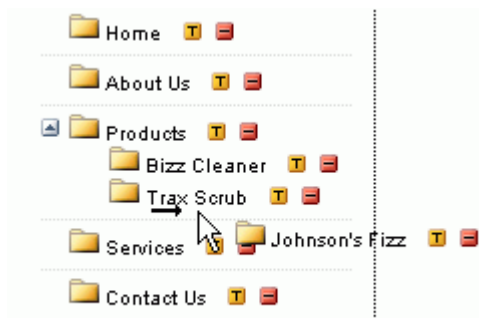 Home T
About Us T
Products T
Bizz Cleaner T
Trax Scrub T
Services T
Johnson's Fizz T
Contact Us T